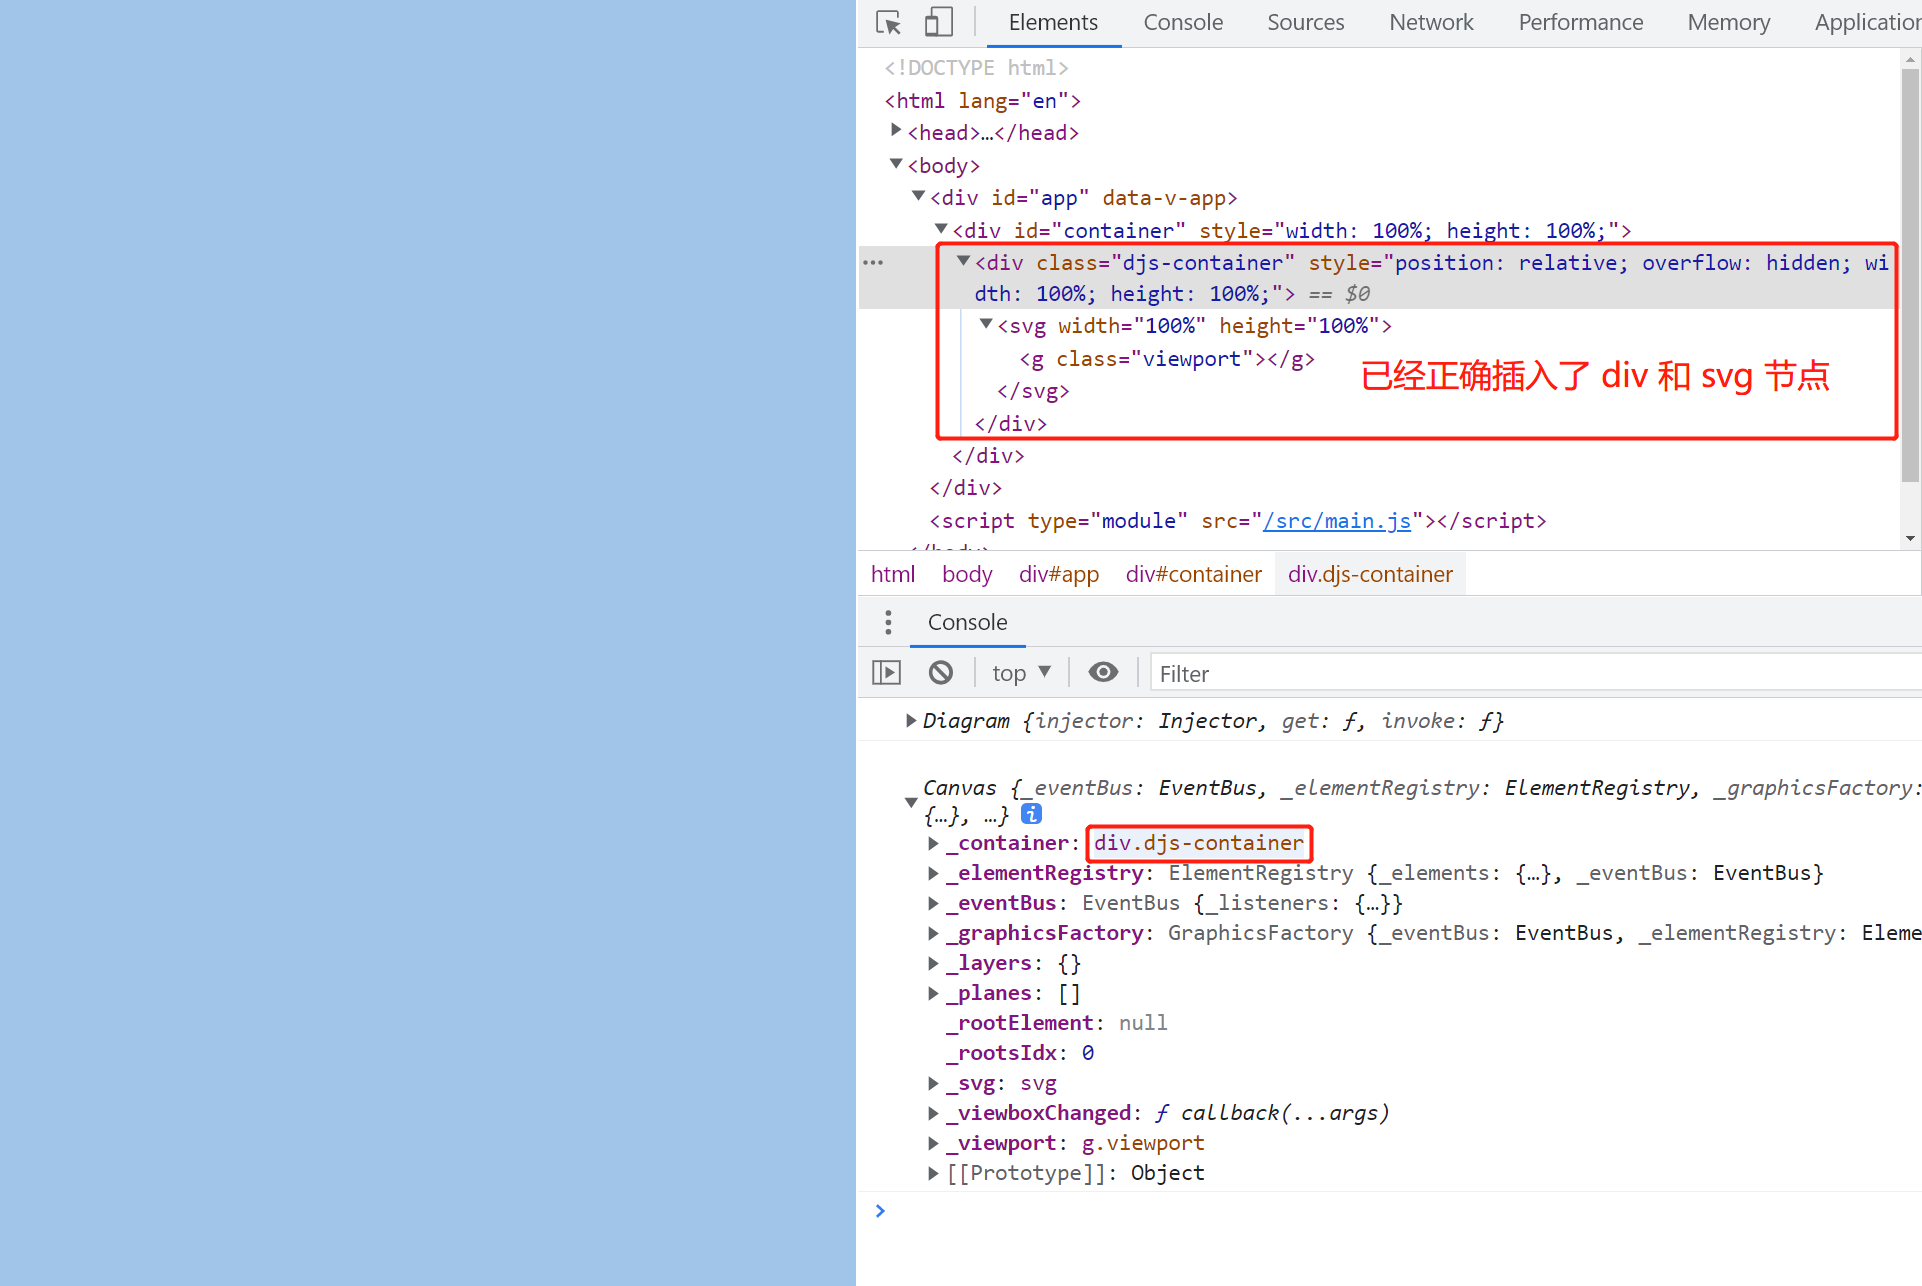 Elements Console Sources Network Performance Memory Application
<!DOCTYPE html>
<html lang="en">
<head>…</head>
<body>
<div id="app" data-v-app>
<div id="container" style="width: 100%; height: 100%;">
<div class="djs-container" style="position: relative; overflow: hidden; wi
dth: 100%; height: 100%;"> == $0
<svg width="100%" height="100%">
<g class="viewport"></g>
已经正确插入了 div 和 svg 节点
</svg>
</div>
</div>
</div>
<script type="module" src="/src/main.js"></script>
</body>
html body div#app div#container div.djs-container
Console
top Filter
Diagram {injector: Injector, get: ƒ, invoke: ƒ}
Canvas {_eventBus: EventBus, _elementRegistry: ElementRegistry, _graphicsFactory:
{…}, …} i
_container: div.djs-container
_elementRegistry: ElementRegistry {_elements: {…}, _eventBus: EventBus}
_eventBus: EventBus {_listeners: {…}}
_graphicsFactory: GraphicsFactory {_eventBus: EventBus, _elementRegistry: Eleme
_layers: {}
_planes: []
_rootElement: null
_rootsIdx: 0
_svg: svg
_viewboxChanged: ƒ callback(...args)
_viewport: g.viewport
[[Prototype]]: Object